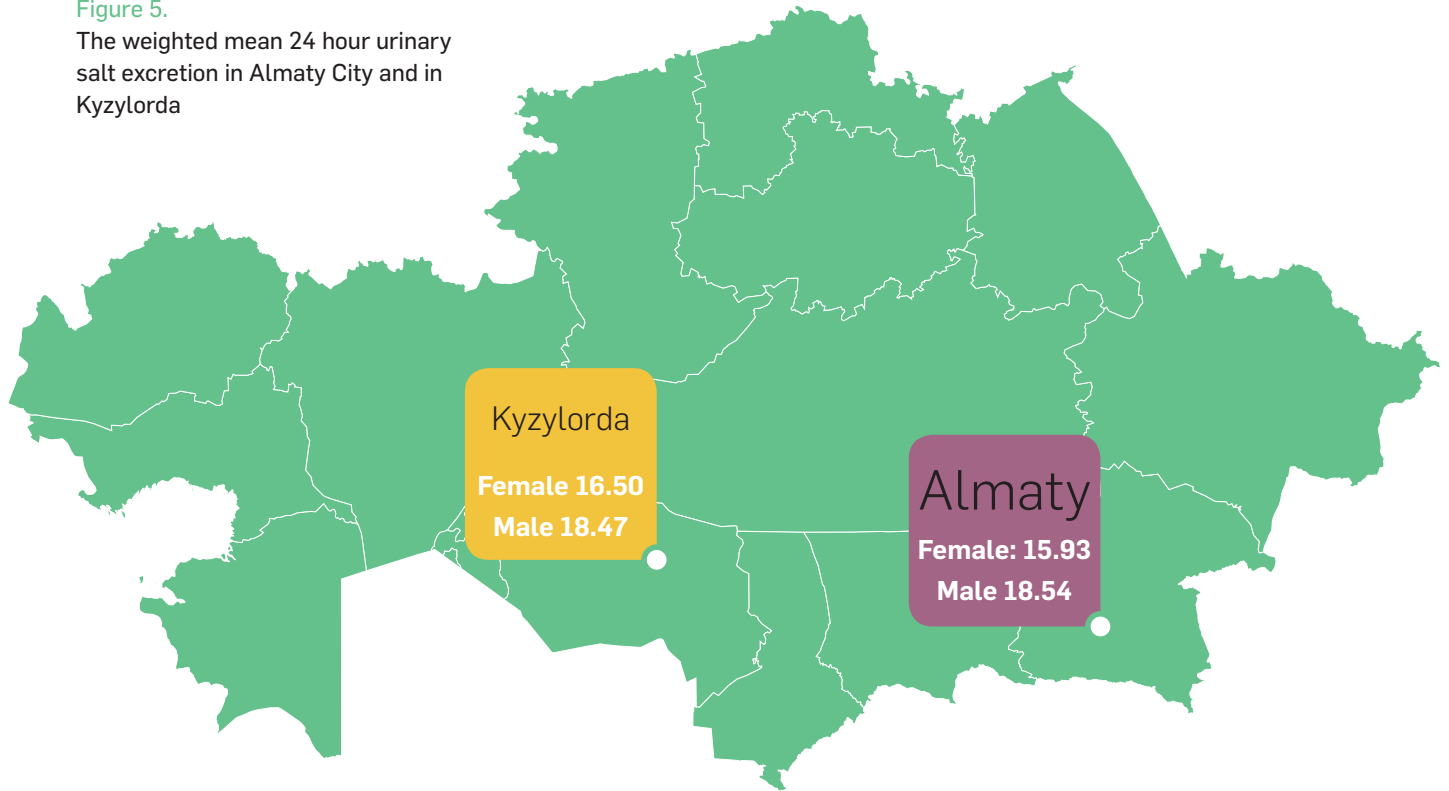 Figure 5.
The weighted mean 24 hour urinary
salt excretion in Almaty City and in
Kyzylorda
Kyzylorda
Female 16.50
Male 18.47
Almaty
Female: 15.93
Male 18.54